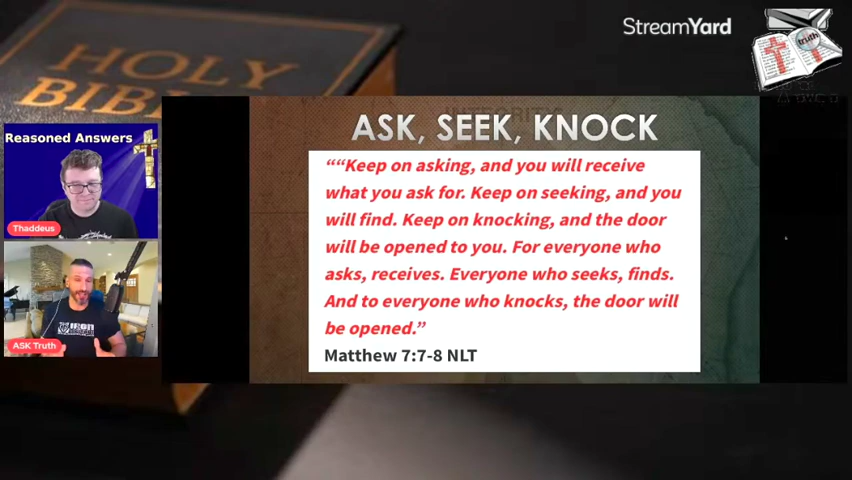 StreamYard
truth
HOLY
BIB
Reasoned Answers
Thaddeus
ASK Truth
IRON
INTEGRITY
ASK, SEEK, KNOCK
““Keep on asking, and you will receive
what you ask for. Keep on seeking, and you
will find. Keep on knocking, and the door
will be opened to you. For everyone who
asks, receives. Everyone who seeks, finds.
And to everyone who knocks, the door will
be opened.”
Matthew 7:7-8 NLT